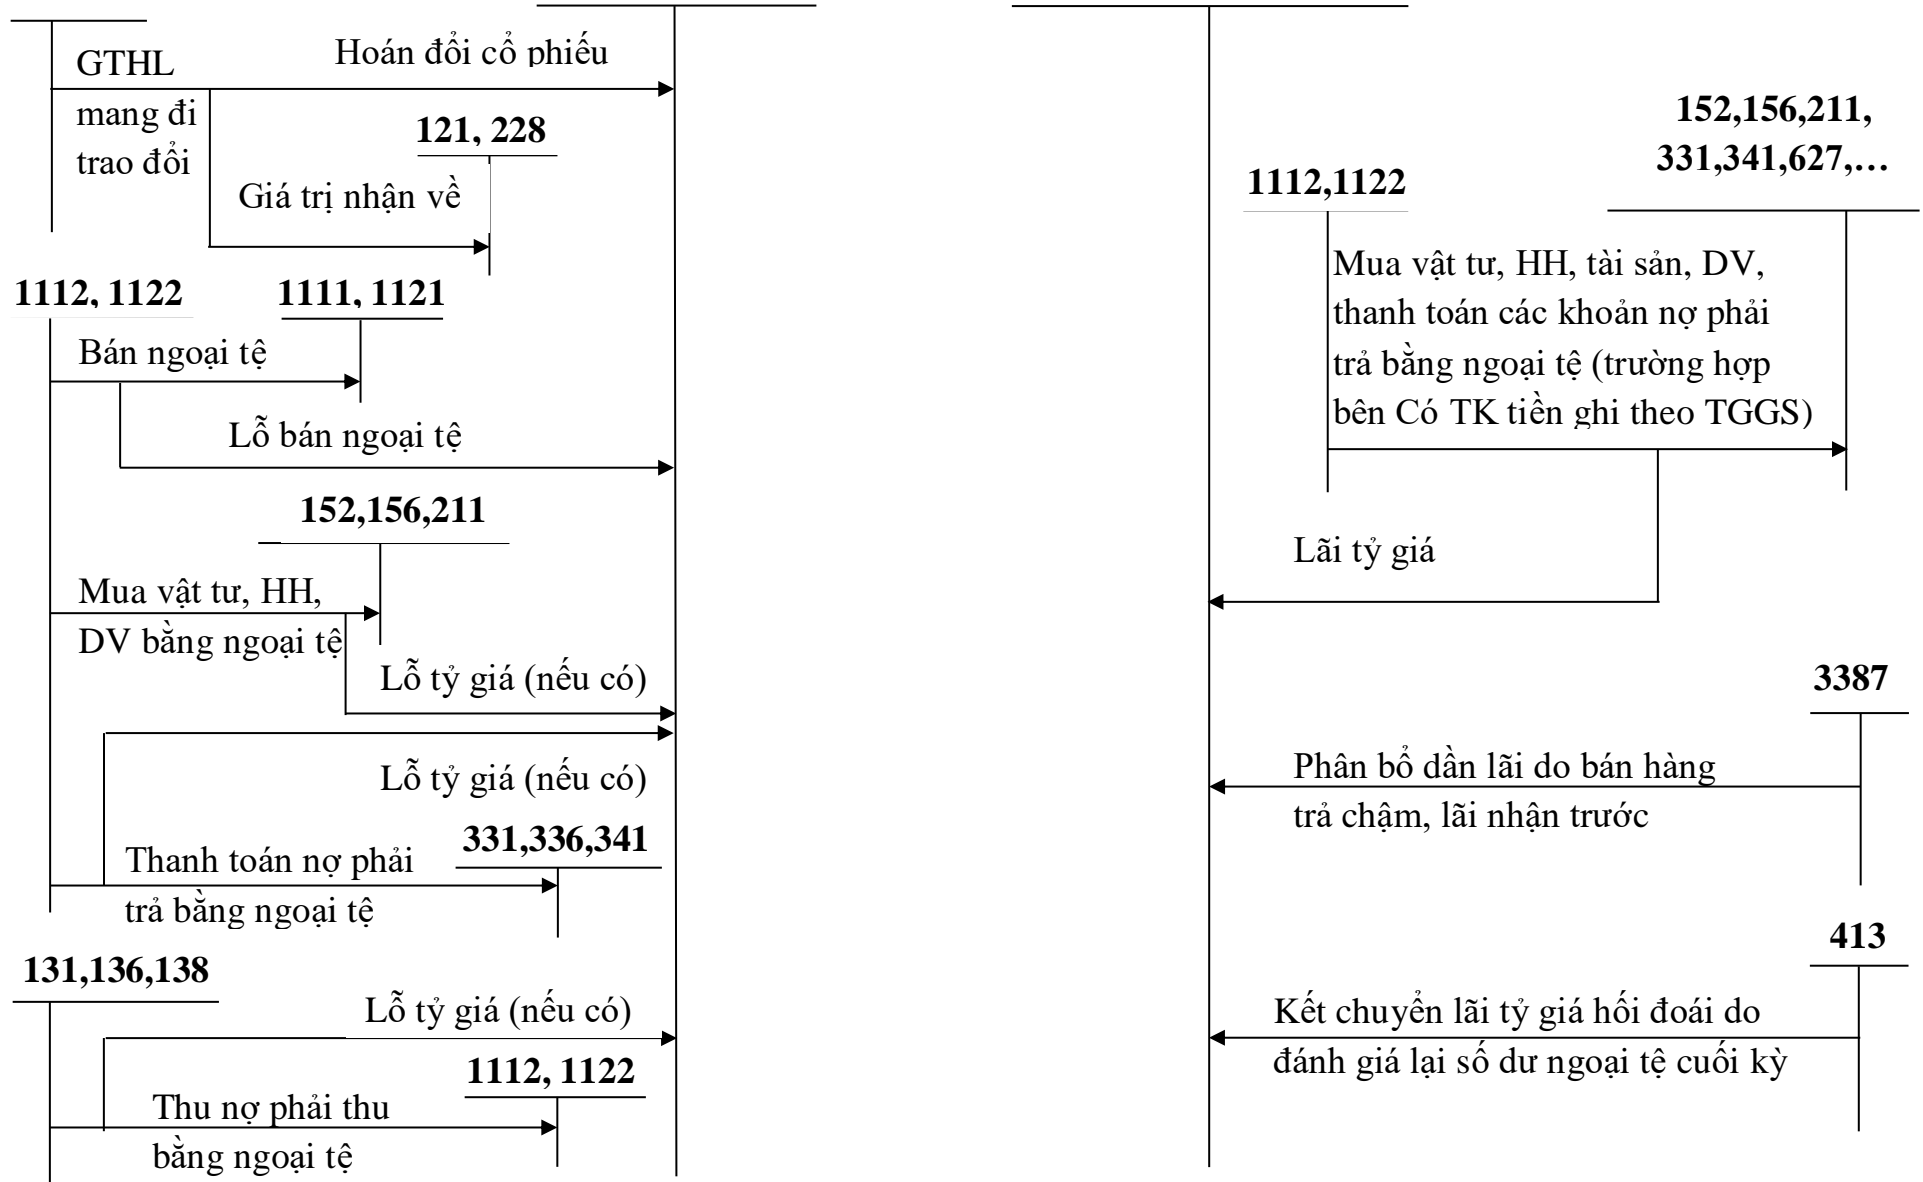 GTHL
mang đi
trao đổi
Hoán đổi cổ phiếu
121, 228
Giá trị nhận về
1112, 1122
1111, 1121
Bán ngoại tệ
Lỗ bán ngoại tệ
152,156,211
Mua vật tư, HH,
DV bằng ngoại tệ
Lỗ tỷ giá (nếu có)
Lỗ tỷ giá (nếu có)
331,336,341
Thanh toán nợ phải
trả bằng ngoại tệ
131,136,138
Lỗ tỷ giá (nếu có)
1112, 1122
Thu nợ phải thu
bằng ngoại tệ
152,156,211,
331,341,627,…
1112,1122
Mua vật tư, HH, tài sản, DV,
thanh toán các khoản nợ phải
trả bằng ngoại tệ (trường hợp
bên Có TK tiền ghi theo TGGS)
Lãi tỷ giá
3387
Phân bổ dần lãi do bán hàng
trả chậm, lãi nhận trước
413
Kết chuyển lãi tỷ giá hối đoái do
đánh giá lại số dư ngoại tệ cuối kỳ